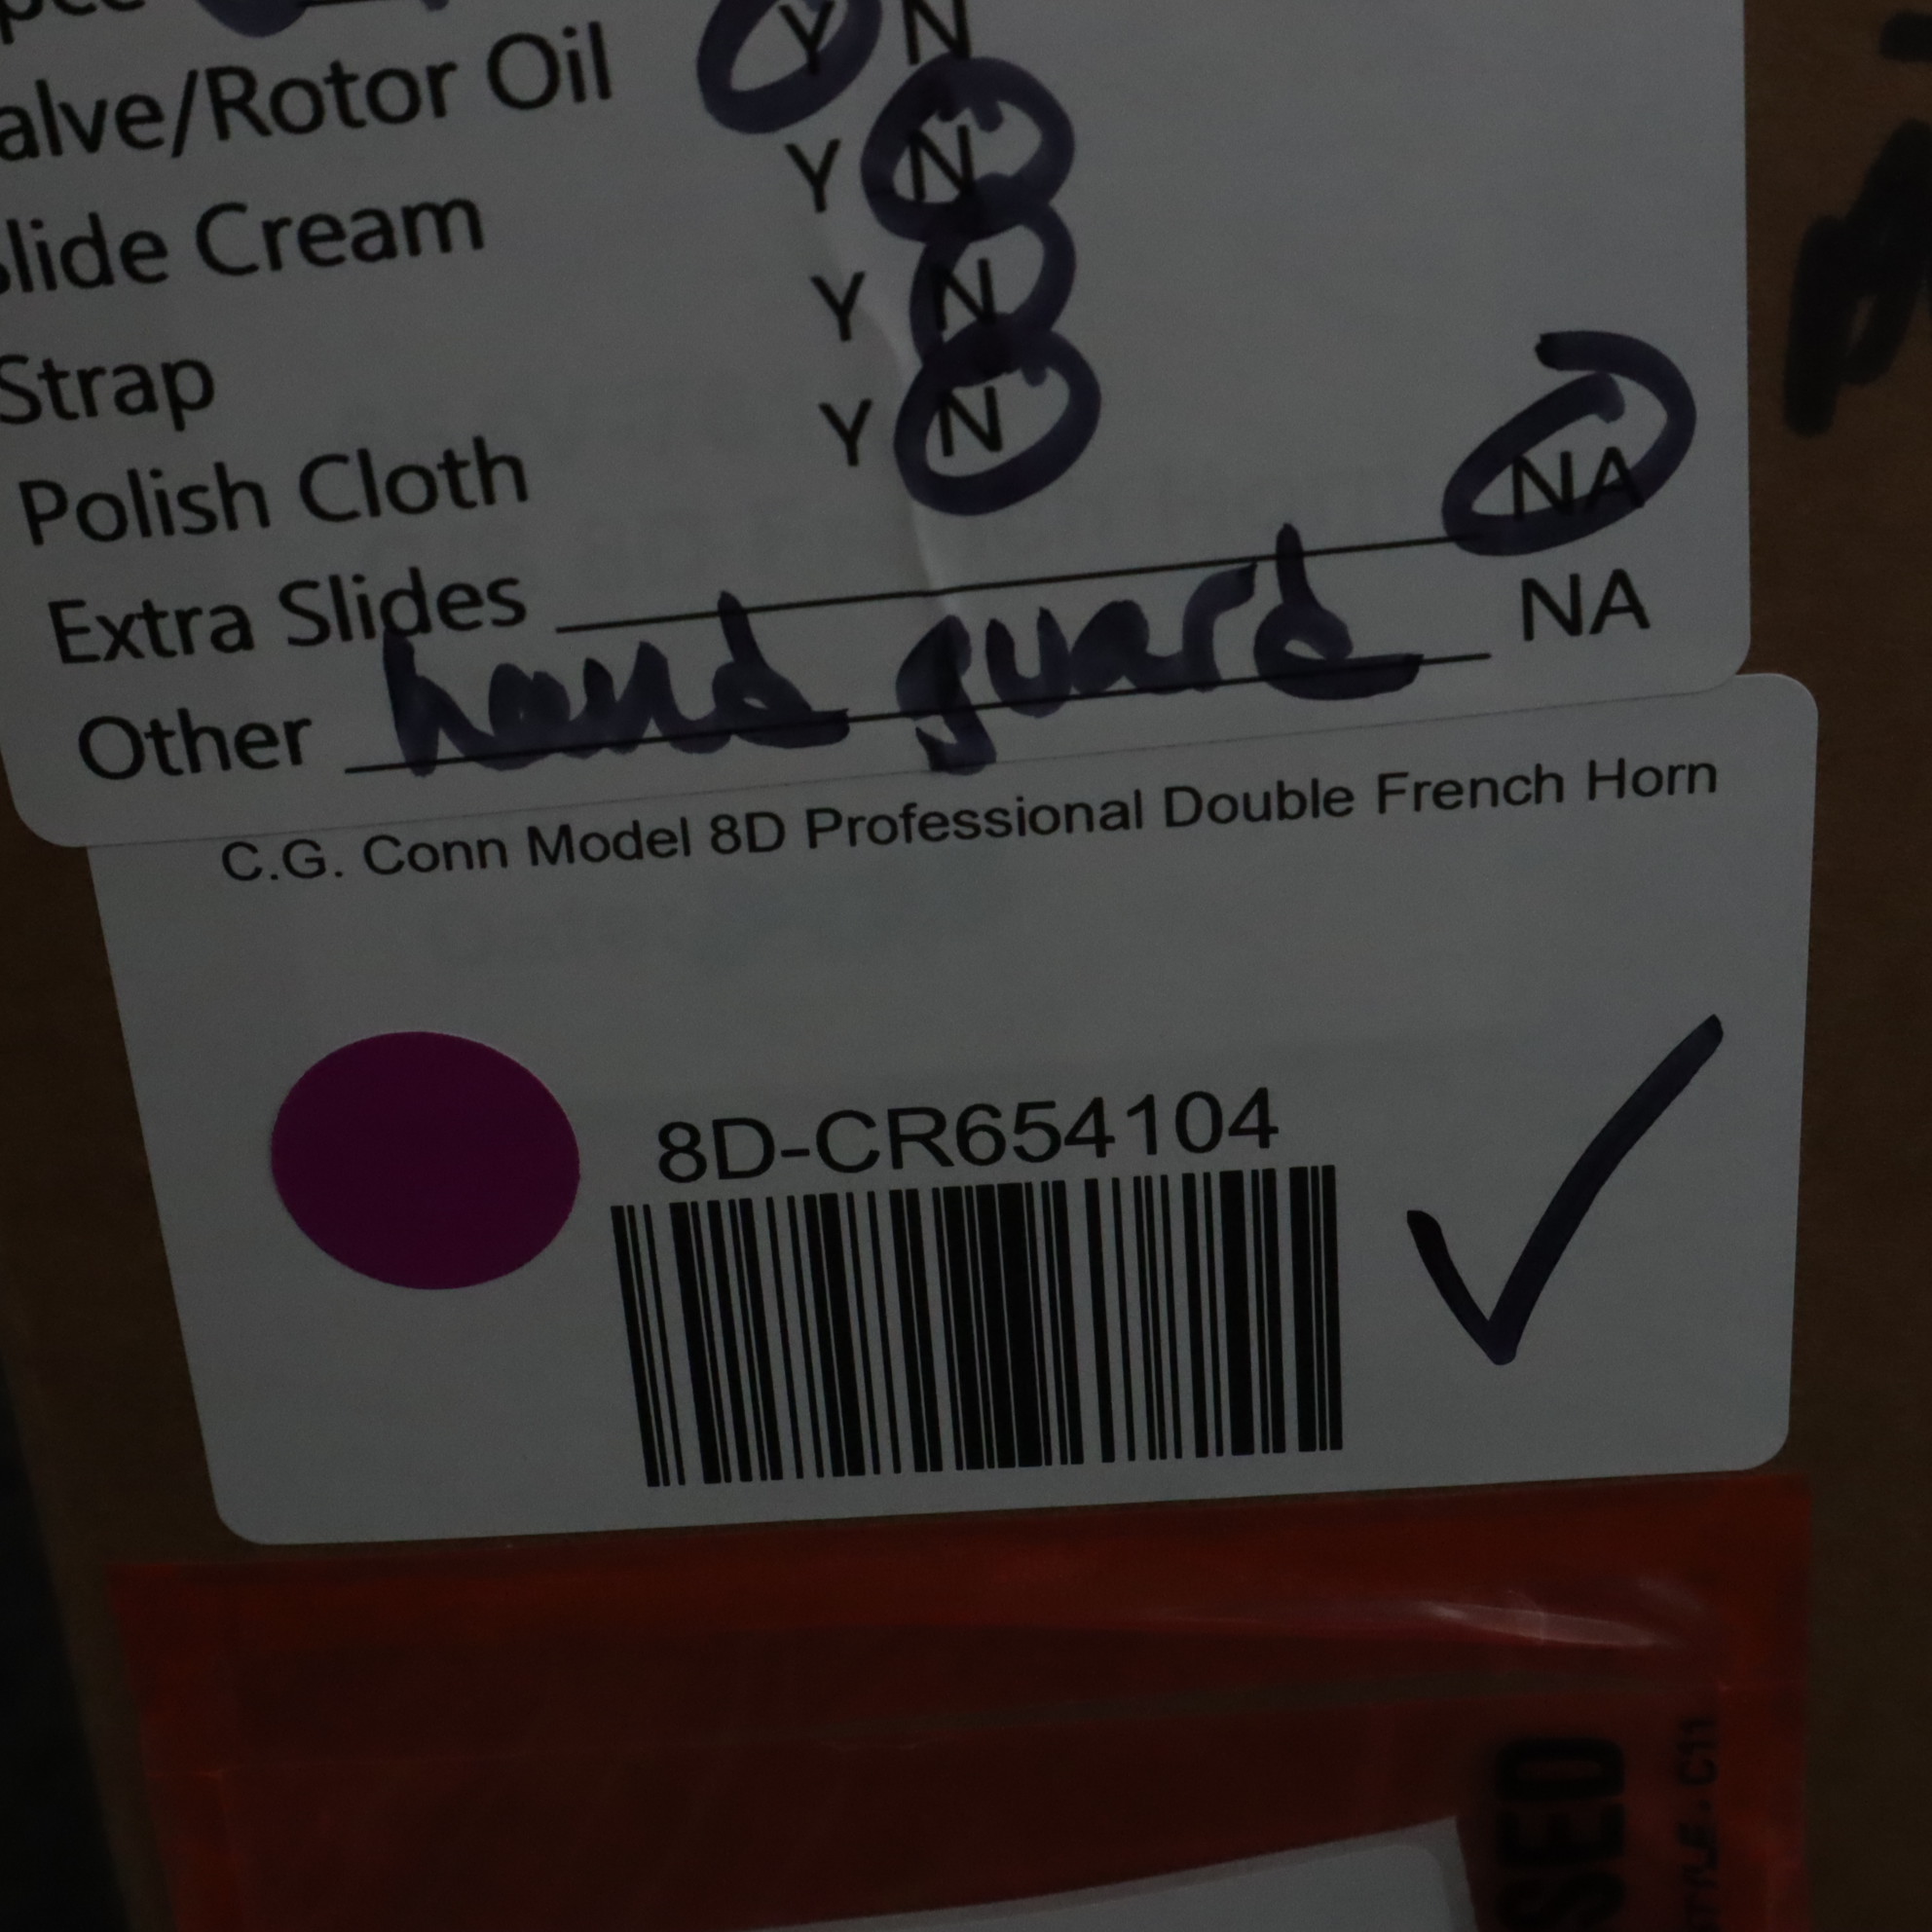 alve/Rotor Oil Y N
lide Cream Y N
Strap Y N
Polish Cloth Y N
Extra Slides NA
Other hand guard NA
C.G. Conn Model 8D Professional Double French Horn
8D-CR654104